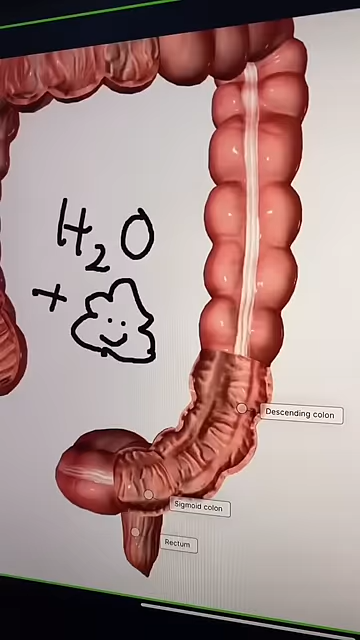 H₂O
+
Descending colon
Sigmoid colon
Rectum